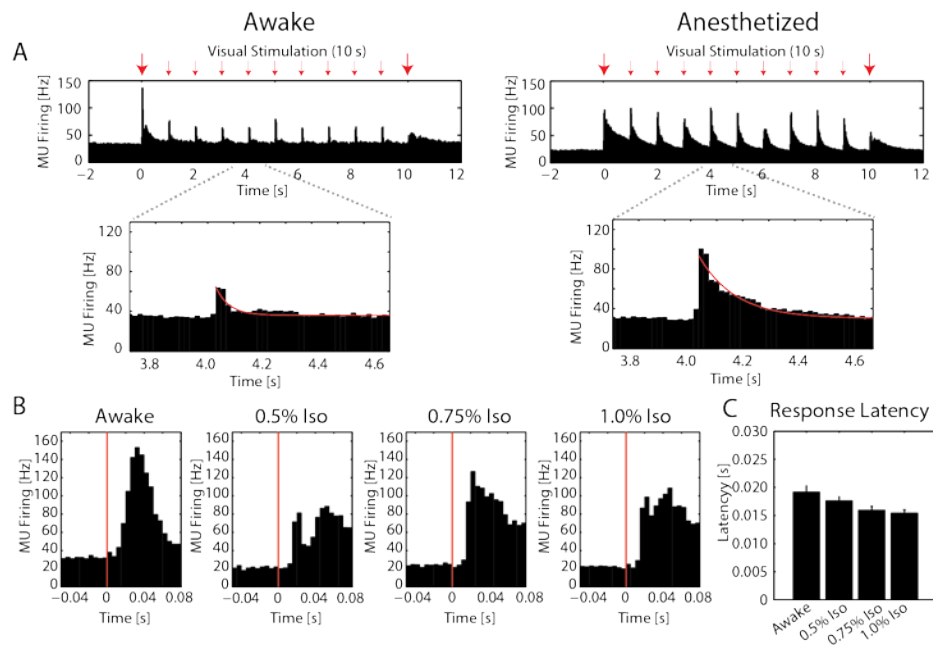 Awake
Anesthetized
A
Visual Stimulation (10 s)
Visual Stimulation (10 s)
MU Firing [Hz]
150
100
50
0
−2 0 2 4 6 8 10 12
Time [s]
MU Firing [Hz]
150
100
50
0
−2 0 2 4 6 8 10 12
Time [s]
MU Firing [Hz]
120
80
40
0
3.8 4.0 4.2 4.4 4.6
Time [s]
MU Firing [Hz]
120
80
40
0
3.8 4.0 4.2 4.4 4.6
Time [s]
B
Awake
MU Firing [Hz]
160
140
120
100
80
60
40
20
0
−0.04 0 0.04 0.08
Time [s]
0.5% Iso
MU Firing [Hz]
160
140
120
100
80
60
40
20
0
−0.04 0 0.04 0.08
Time [s]
0.75% Iso
MU Firing [Hz]
160
140
120
100
80
60
40
20
0
−0.04 0 0.04 0.08
Time [s]
1.0% Iso
MU Firing [Hz]
160
140
120
100
80
60
40
20
0
−0.04 0 0.04 0.08
Time [s]
C
Response Latency
Latencyy [s]
0.030
0.025
0.020
0.015
0.010
0.005
0.000
Awake
0.5% Iso
0.75% Iso
1.0% Iso